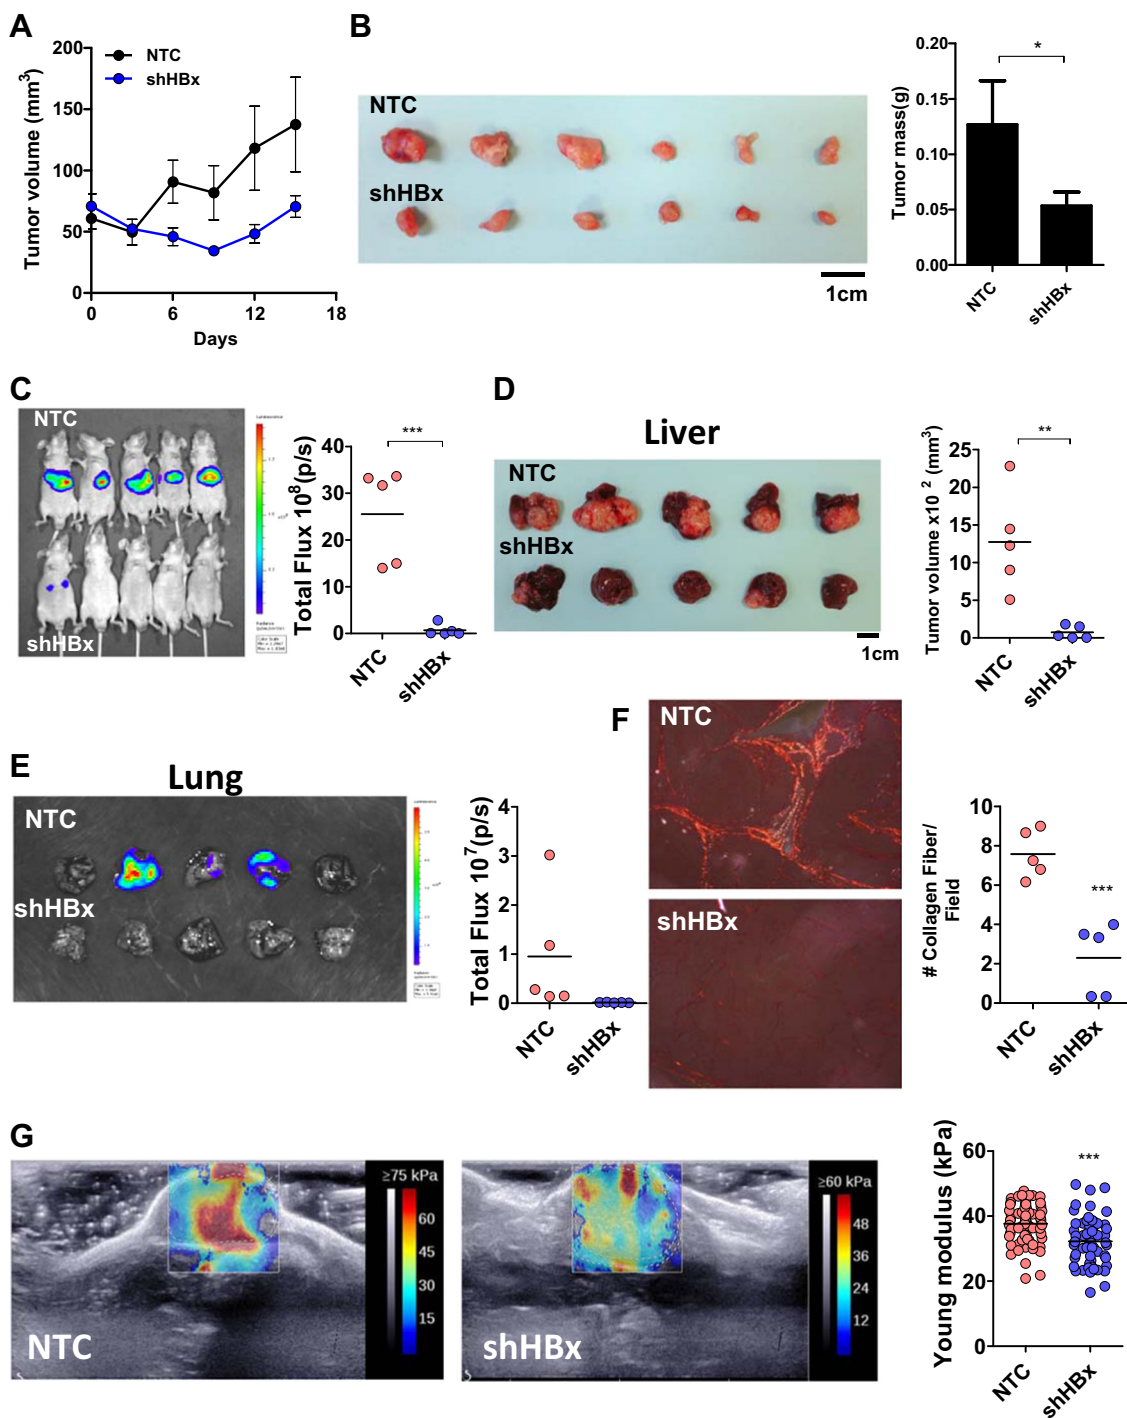 A
Tumor volume (mm3)
200
150
100
50
0
0 6 12 18
Days
NTC
shHBx
B
NTC
shHBx
1cm
Tumor mass(g)
0.20
0.15
0.10
0.05
0.00
*
NTC
shHBx
C
NTC
shHBx
Luminescence
Total Flux 10^8(p/s)
40
30
20
10
0
***
NTC
shHBx
D
Liver
NTC
shHBx
1cm
Tumor volume x10^2 (mm3)
25
20
15
10
5
0
**
NTC
shHBx
E
Lung
NTC
shHBx
Total Flux 10^7(p/s)
4
3
2
1
0
NTC
shHBx
F
NTC
shHBx
# Collagen Fiber/
Field
10
8
6
4
2
0
***
NTC
shHBx
G
≥75 kPa
60
45
30
15
NTC
≥60 kPa
48
36
24
12
shHBx
Young modulus (kPa)
60
40
20
0
***
NTC
shHBx